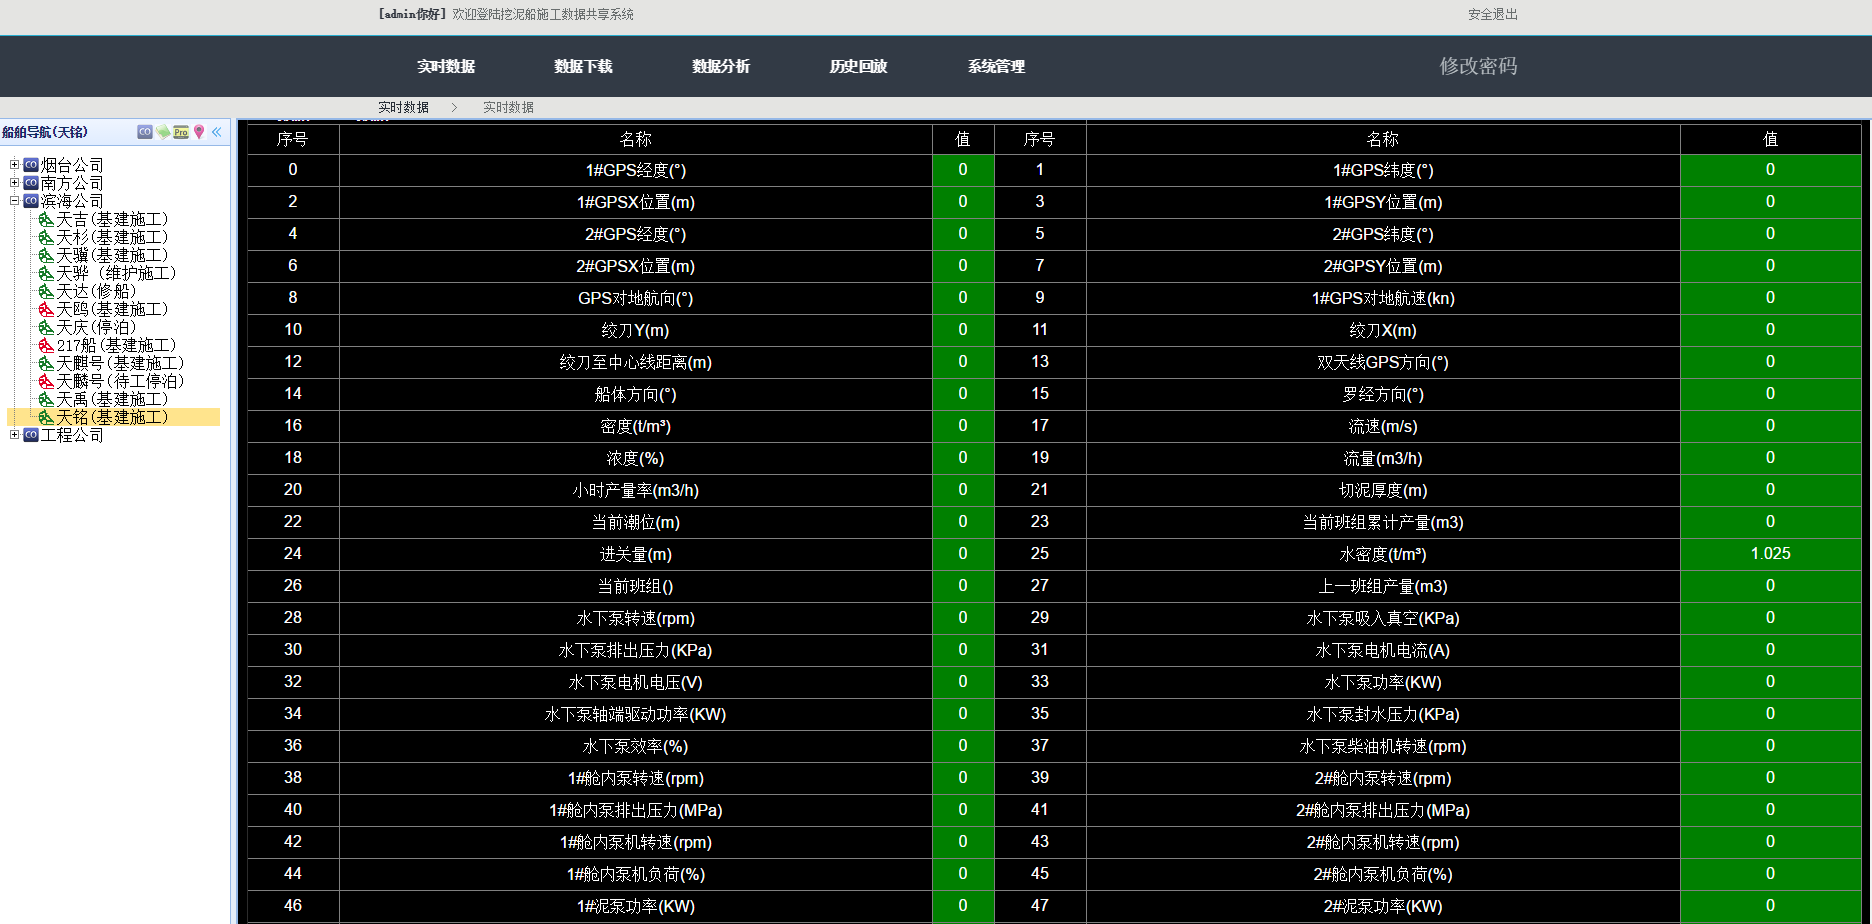 [admin你好] 欢迎登陆挖泥船施工数据共享系统 安全退出
实时数据 数据下载 数据分析 历史回放 系统管理 修改密码
实时数据 > 实时数据
船舶导航(天铭) CO Pro
CO 烟台公司
CO 南方公司
CO 滨海公司
天吉(基建施工)
天杉(基建施工)
天骥(基建施工)
天骅 (维护施工)
天达(修船)
天鸥(基建施工)
天庆(停泊)
217船(基建施工)
天麒号(基建施工)
天麟号(待工停泊)
天禹(基建施工)
天铭(基建施工)
CO 工程公司
序号 名称 值 序号 名称 值
0 1#GPS经度(°) 0 1 1#GPS纬度(°) 0
2 1#GPSX位置(m) 0 3 1#GPSY位置(m) 0
4 2#GPS经度(°) 0 5 2#GPS纬度(°) 0
6 2#GPSX位置(m) 0 7 2#GPSY位置(m) 0
8 GPS对地航向(°) 0 9 1#GPS对地航速(kn) 0
10 绞刀Y(m) 0 11 绞刀X(m) 0
12 绞刀至中心线距离(m) 0 13 双天线GPS方向(°) 0
14 船体方向(°) 0 15 罗经方向(°) 0
16 密度(t/m³) 0 17 流速(m/s) 0
18 浓度(%) 0 19 流量(m3/h) 0
20 小时产量率(m3/h) 0 21 切泥厚度(m) 0
22 当前潮位(m) 0 23 当前班组累计产量(m3) 0
24 进关量(m) 0 25 水密度(t/m³) 1.025
26 当前班组() 0 27 上一班组产量(m3) 0
28 水下泵转速(rpm) 0 29 水下泵吸入真空(KPa) 0
30 水下泵排出压力(KPa) 0 31 水下泵电机电流(A) 0
32 水下泵电机电压(V) 0 33 水下泵功率(KW) 0
34 水下泵轴端驱动功率(KW) 0 35 水下泵封水压力(KPa) 0
36 水下泵效率(%) 0 37 水下泵柴油机转速(rpm) 0
38 1#舱内泵转速(rpm) 0 39 2#舱内泵转速(rpm) 0
40 1#舱内泵排出压力(MPa) 0 41 2#舱内泵排出压力(MPa) 0
42 1#舱内泵机转速(rpm) 0 43 2#舱内泵机转速(rpm) 0
44 1#舱内泵机负荷(%) 0 45 2#舱内泵机负荷(%) 0
46 1#泥泵功率(KW) 0 47 2#泥泵功率(KW) 0